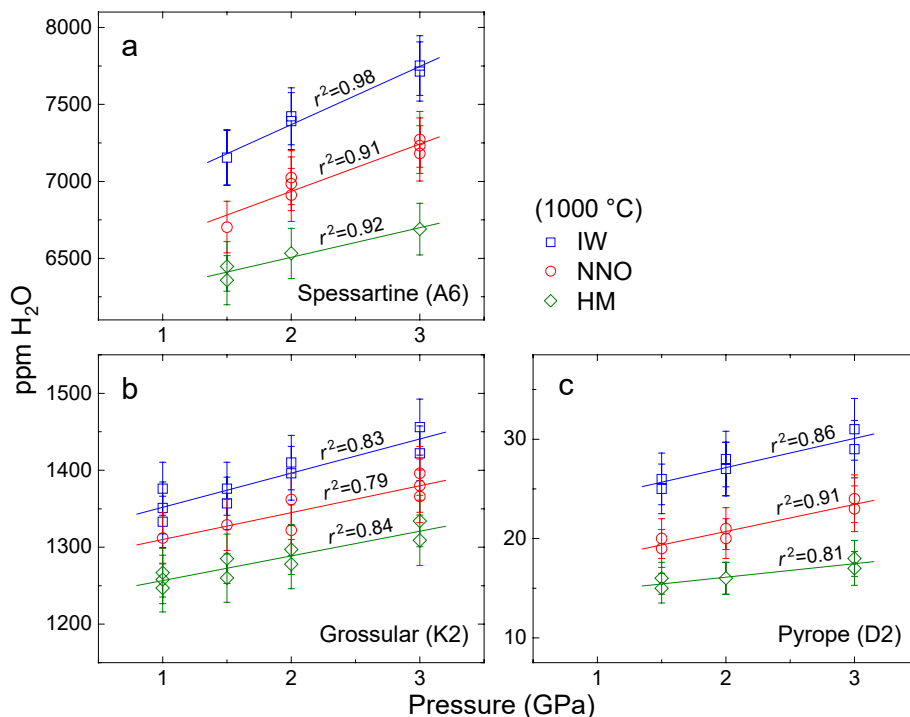 a
8000
7500
7000
6500
r²=0.98
r²=0.91
r²=0.92
Spessartine (A6)
1 2 3
(1000 °C)
IW
NNO
HM
ppm H₂O
b
1500
1400
1300
1200
r²=0.83
r²=0.79
r²=0.84
Grossular (K2)
1 2 3
c
30
20
10
r²=0.86
r²=0.91
r²=0.81
Pyrope (D2)
1 2 3
Pressure (GPa)